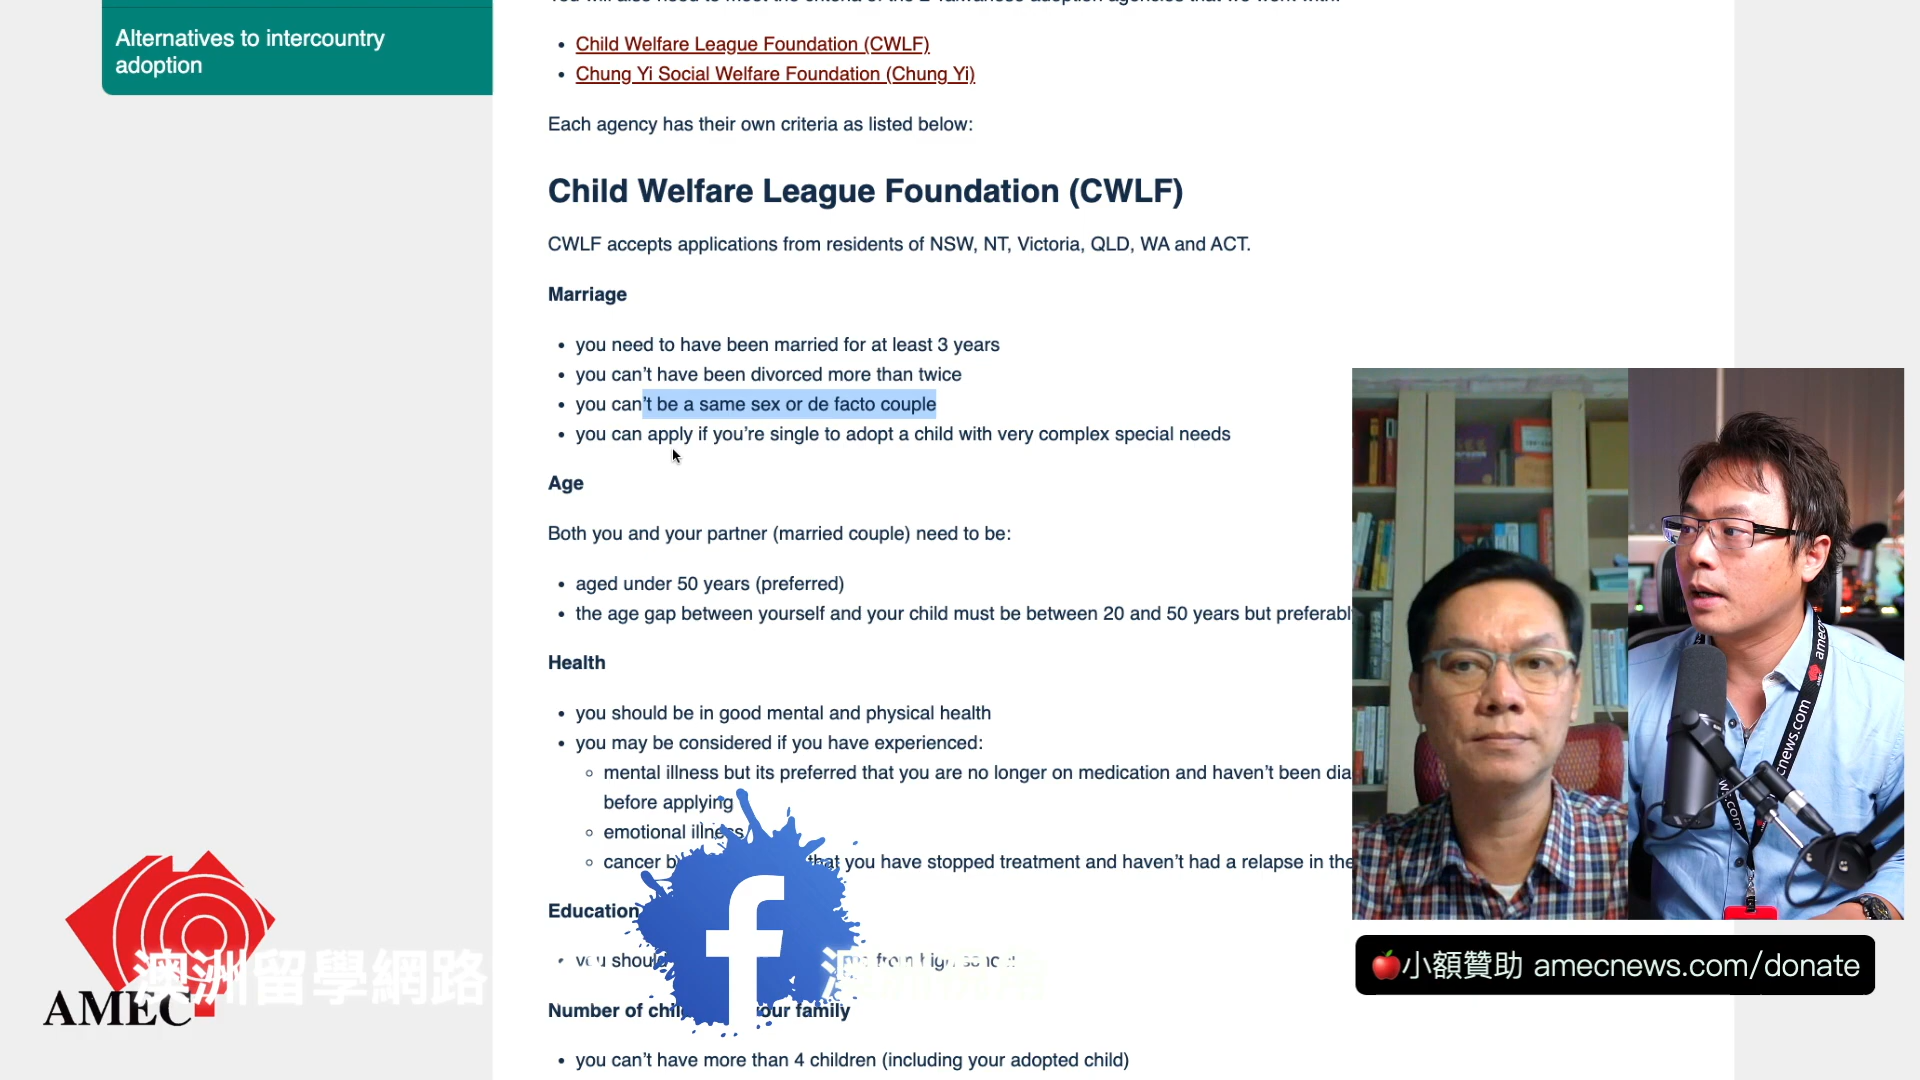 Alternatives to intercountry
adoption
Child Welfare League Foundation (CWLF)
Chung Yi Social Welfare Foundation (Chung Yi)
Each agency has their own criteria as listed below:
Child Welfare League Foundation (CWLF)
CWLF accepts applications from residents of NSW, NT, Victoria, QLD, WA and ACT.
Marriage
you need to have been married for at least 3 years
you can’t have been divorced more than twice
you can’t be a same sex or de facto couple
you can apply if you’re single to adopt a child with very complex special needs
Age
Both you and your partner (married couple) need to be:
aged under 50 years (preferred)
the age gap between yourself and your child must be between 20 and 50 years but
Health
you should be in good mental and physical health
you may be considered if you have experienced:
mental illness but its preferred that you are no longer on medication and haven’t been
before applying
emotional illness
cancer that you have stopped treatment and haven’t had a relapse in the
Education
from high school
Number of your family
you can’t have more than 4 children (including your adopted child)
澳洲留學網路
AMEC
小額贊助 amecnews.com/donate